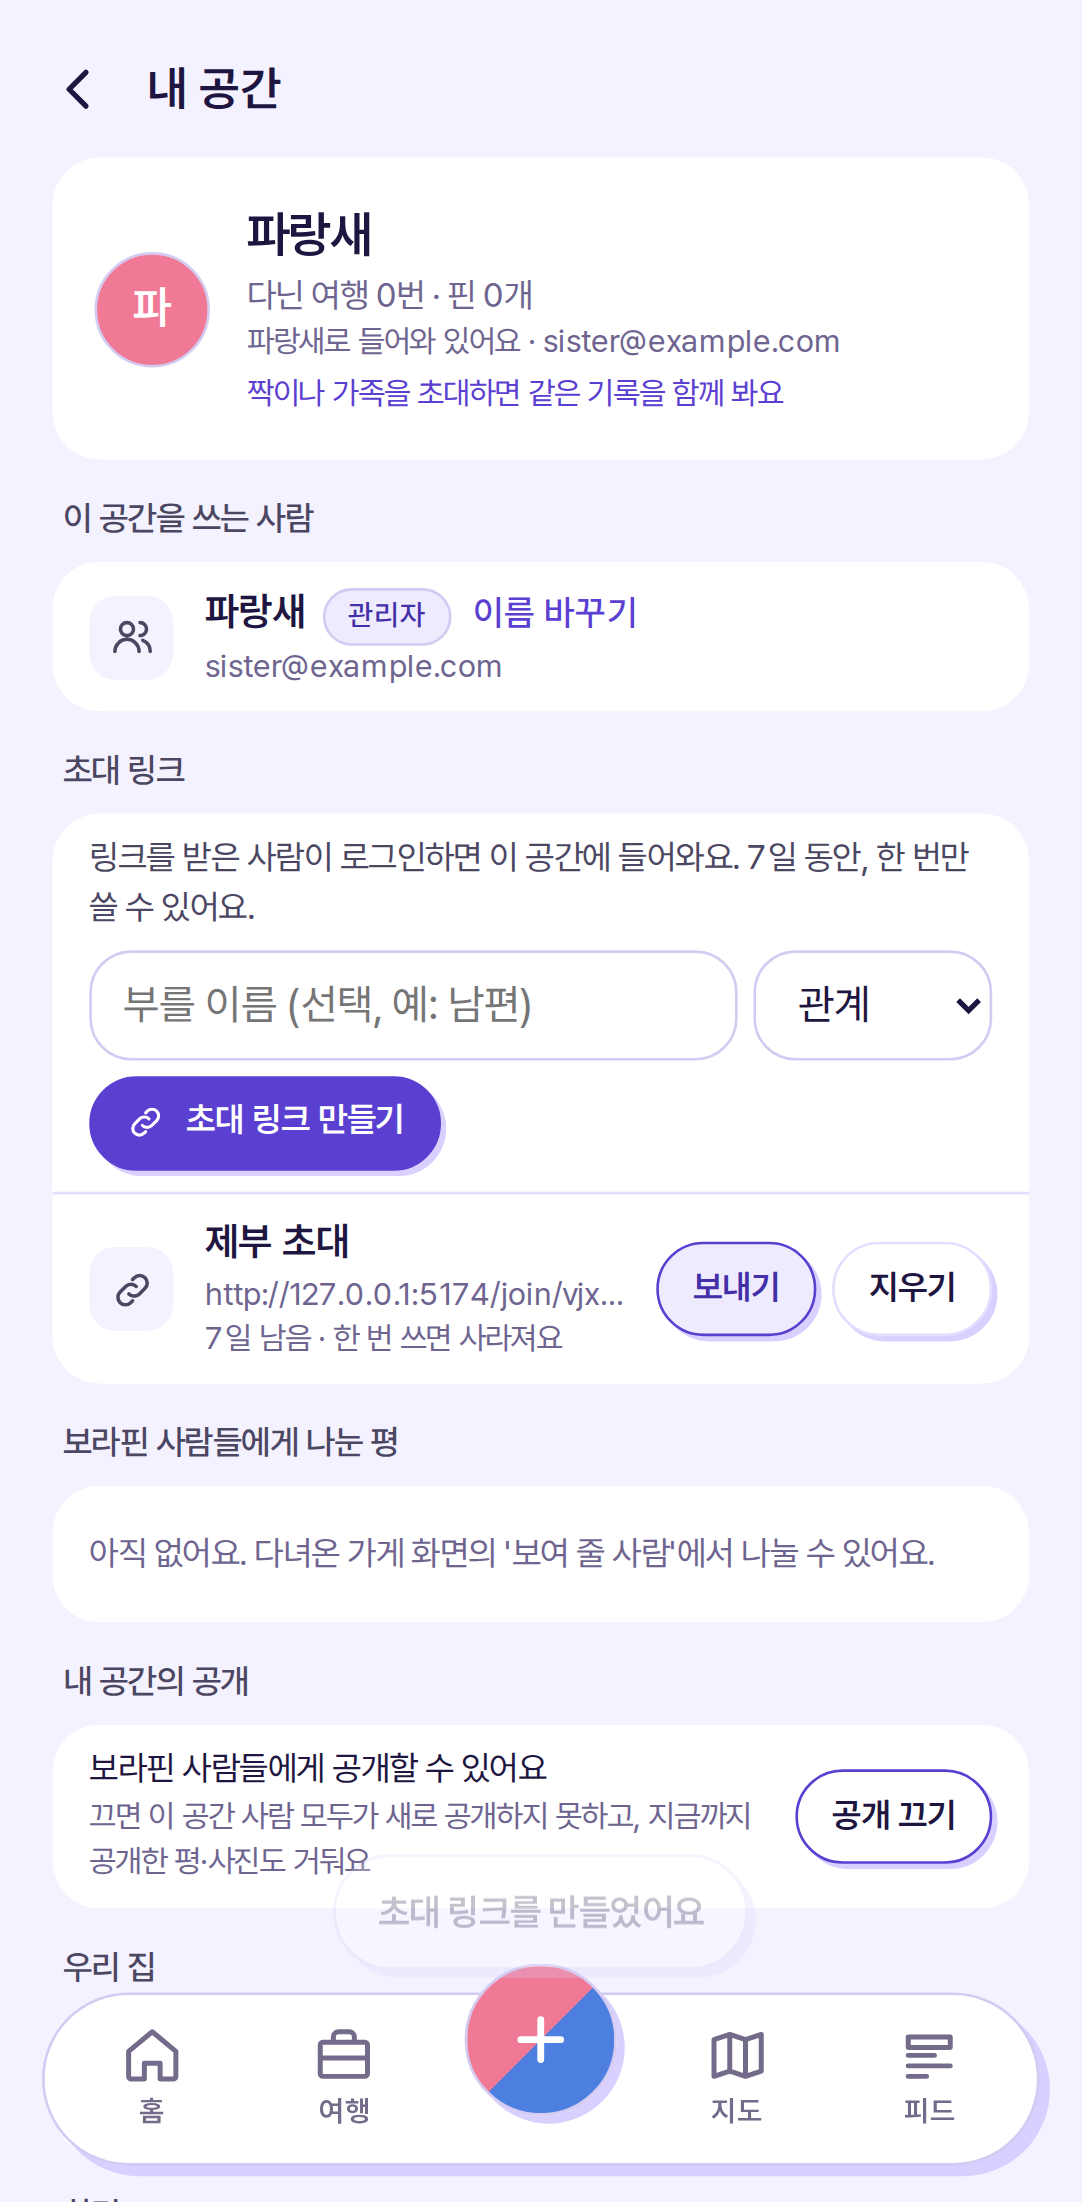 내 공간
파
파랑새
다닌 여행 0번 · 핀 0개
파랑새로 들어와 있어요 · sister@example.com
짝이나 가족을 초대하면 같은 기록을 함께 봐요
이 공간을 쓰는 사람
파랑새 관리자 이름 바꾸기
sister@example.com
초대 링크
링크를 받은 사람이 로그인하면 이 공간에 들어와요. 7일 동안, 한 번만
쓸 수 있어요.
부를 이름 (선택, 예: 남편) 관계
초대 링크 만들기
제부 초대
http://127.0.0.1:5174/join/vjx...
7일 남음 · 한 번 쓰면 사라져요
보내기 지우기
보라핀 사람들에게 나눈 평
아직 없어요. 다녀온 가게 화면의 '보여 줄 사람'에서 나눌 수 있어요.
내 공간의 공개
보라핀 사람들에게 공개할 수 있어요
끄면 이 공간 사람 모두가 새로 공개하지 못하고, 지금까지
공개한 평·사진도 거둬요
공개 끄기
초대 링크를 만들었어요
우리 집
홈 여행 지도 피드